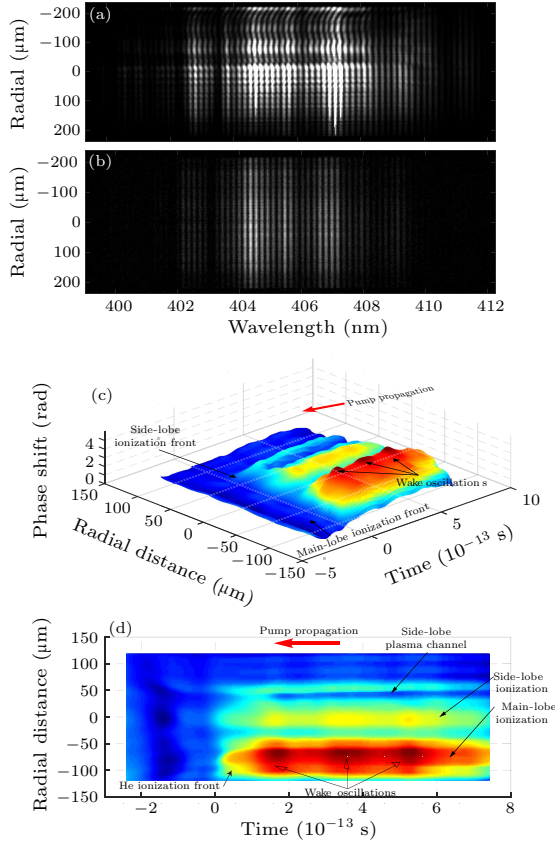 (a)
Radial (μm)
−200
−100
0
100
200
(b)
Radial (μm)
−200
−100
0
100
200
400 402 404 406 408 410 412
Wavelength (nm)
(c)
Pump propagation
Side-lobe
ionization front
Phase shift (rad)
4
2
0
Wake oscillation s
Main-lobe ionization front
150
100
50
0
−50
−100
−150
Radial distance (μm)
−5
0
5
10
Time (10⁻¹³ s)
(d)
Pump propagation
Side-lobe
plasma channel
Side-lobe
ionization
Main-lobe
ionization
He ionization front
Wake oscillations
Radial distance (μm)
150
100
50
0
−50
−100
−150
−2 0 2 4 6 8
Time (10⁻¹³ s)